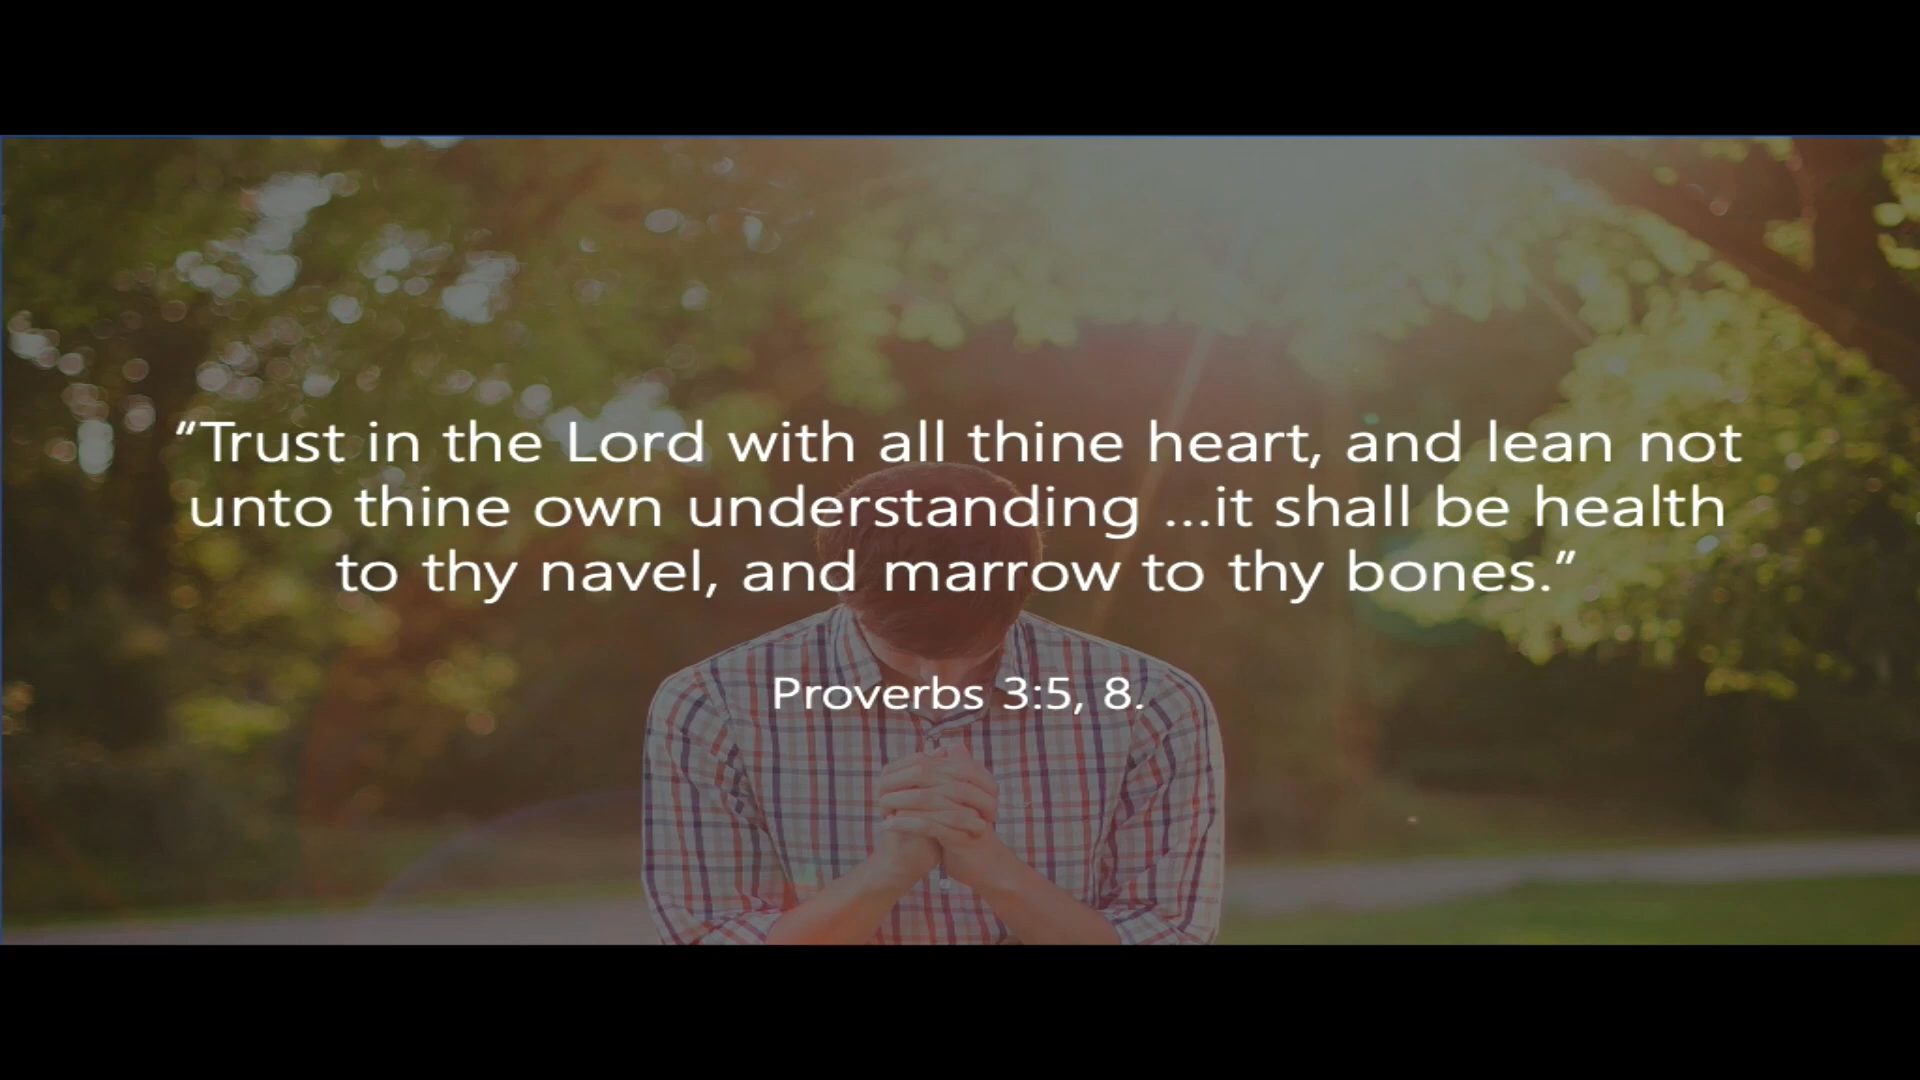 “Trust in the Lord with all thine heart, and lean not
unto thine own understanding ...it shall be health
to thy navel, and marrow to thy bones.”
Proverbs 3:5, 8.